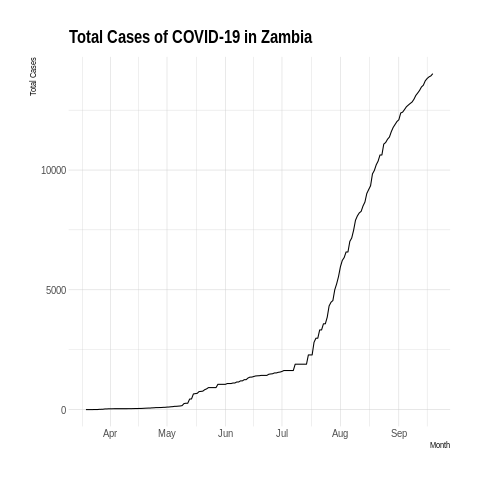 Total Cases of COVID-19 in Zambia
Total Cases
10000
5000
0
Apr May Jun Jul Aug Sep
Month